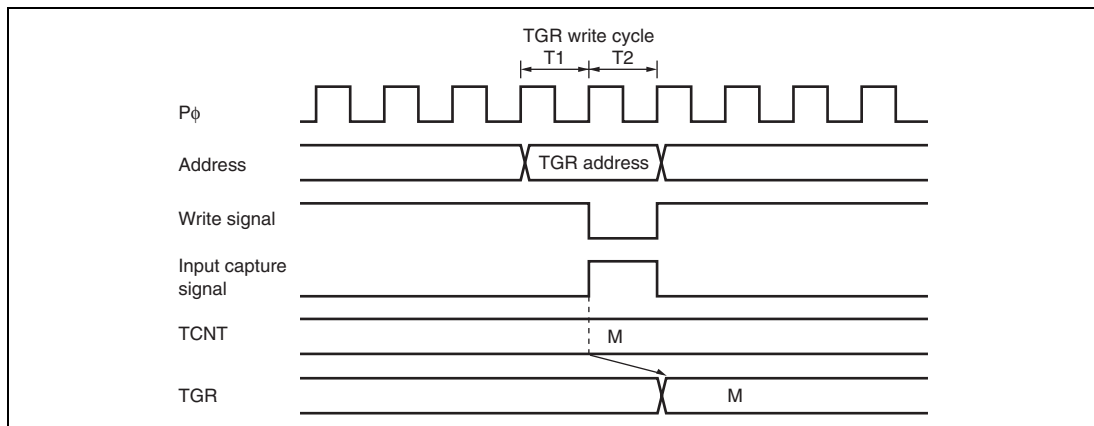 TGR write cycle
T1 T2
Pϕ
Address
TGR address
Write signal
Input capture
signal
TCNT
M
TGR
M